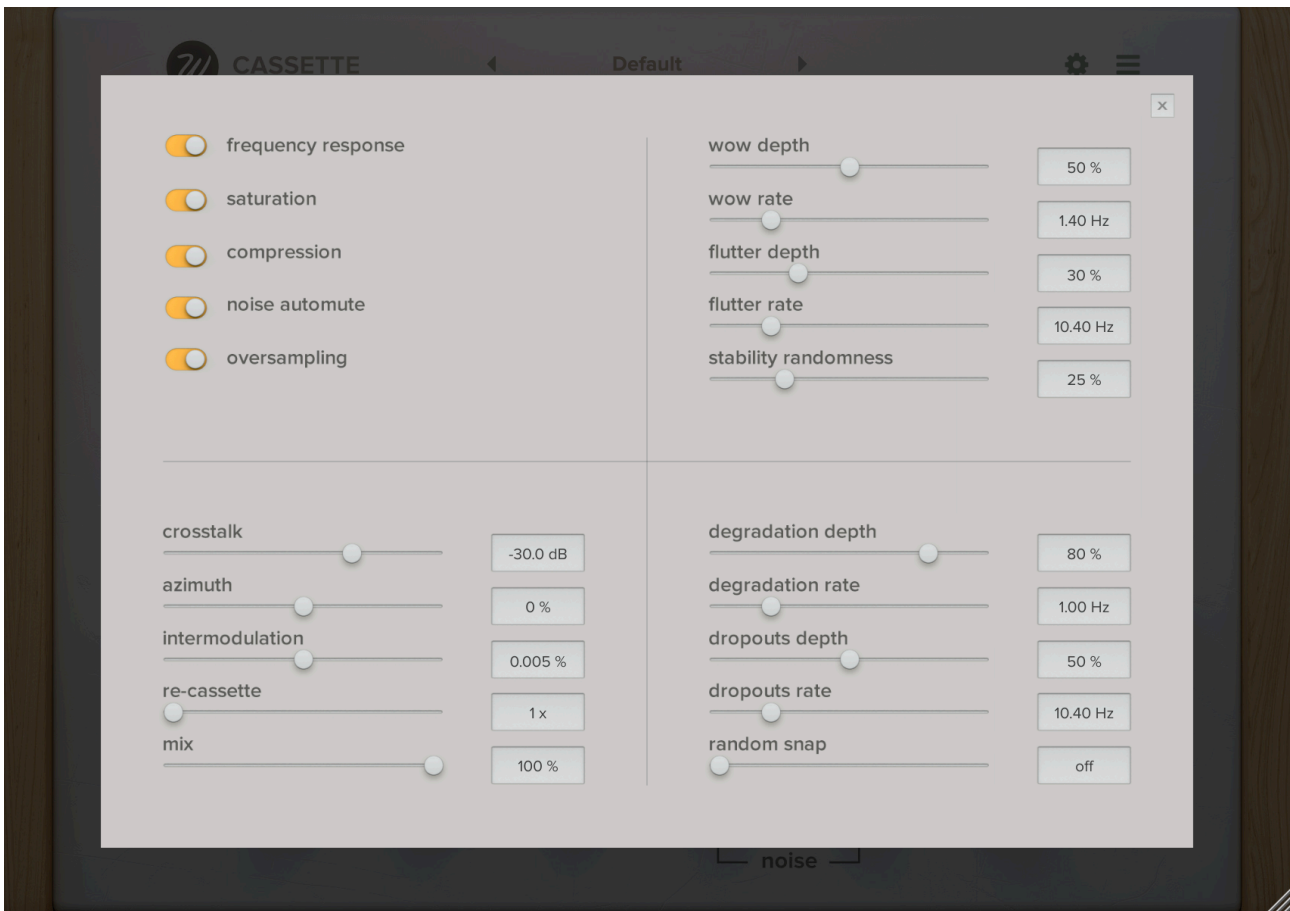 CASSETTE
Default
frequency response
saturation
compression
noise automute
oversampling
wow depth
50 %
wow rate
1.40 Hz
flutter depth
30 %
flutter rate
10.40 Hz
stability randomness
25 %
crosstalk
-30.0 dB
azimuth
0 %
intermodulation
0.005 %
re-cassette
1 x
mix
100 %
degradation depth
80 %
degradation rate
1.00 Hz
dropouts depth
50 %
dropouts rate
10.40 Hz
random snap
off
noise